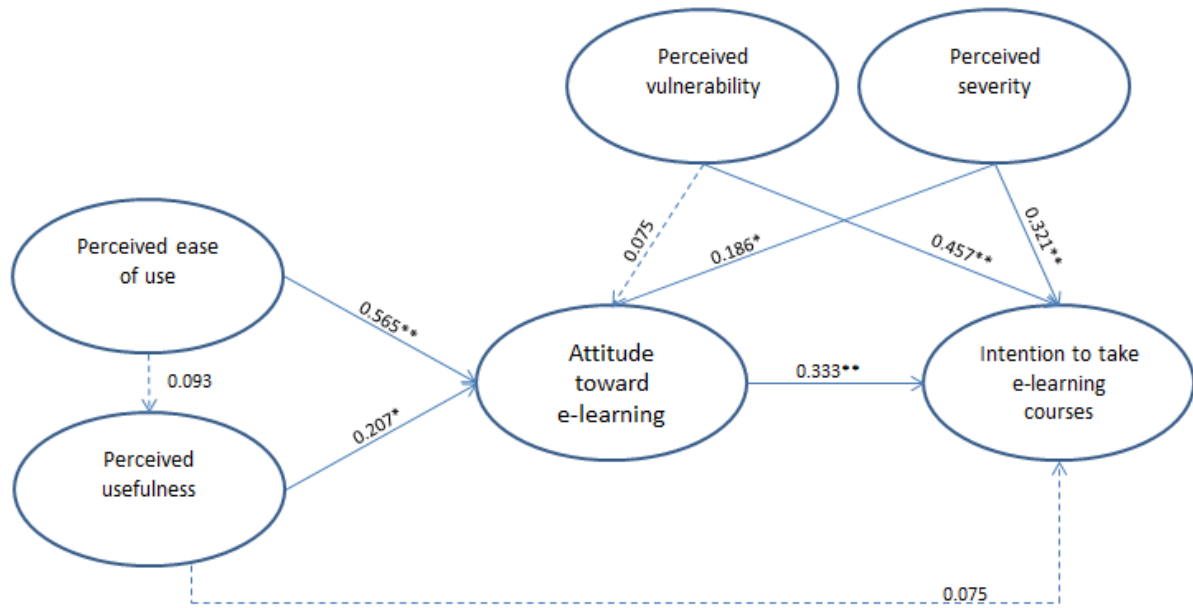 Perceived
vulnerability
Perceived
severity
Perceived ease
of use
0.075
0.186*
0.457**
0.321**
0.565**
0.093
Attitude
toward
e-learning
0.333**
Intention to take
e-learning
courses
0.207*
Perceived
usefulness
0.075